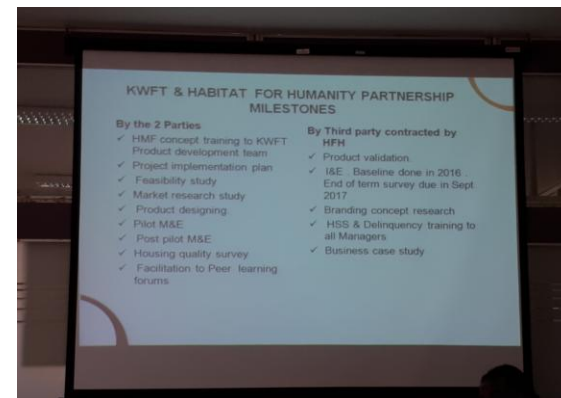 KWFT & HABITAT FOR HUMANITY PARTNERSHIP
MILESTONES
By the 2 Parties
✓ HMF concept training to KWFT
Product development team
✓ Project implementation plan
✓ Feasibility study
✓ Market research study
✓ Product designing
✓ Pilot M&E
✓ Post pilot M&E
✓ Housing quality survey
✓ Facilitation to Peer learning
forums
By Third party contracted by
HFH
✓ Product validation
✓ I&E . Baseline done in 2016 .
End of term survey due in Sept
2017
✓ Branding concept research
✓ HSS & Delinquency training to
all Managers
✓ Business case study